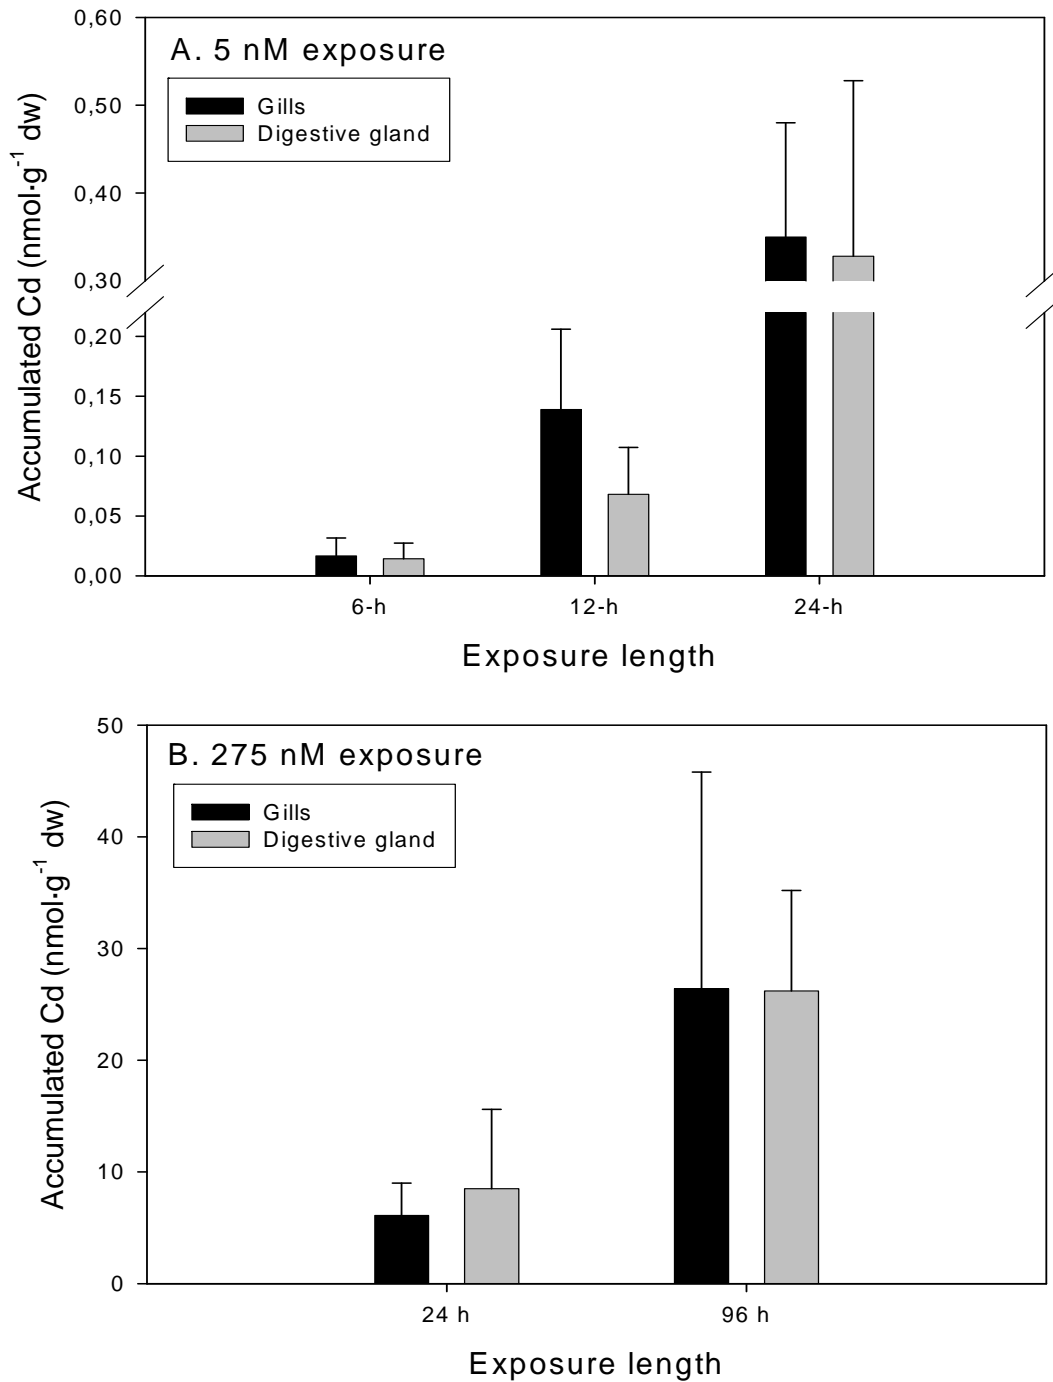 A. 5 nM exposure
Gills
Digestive gland
Accumulated Cd (nmol·g⁻¹ dw)
0,60
0,50
0,40
0,30
0,20
0,15
0,10
0,05
0,00
6-h 12-h 24-h
Exposure length
B. 275 nM exposure
Gills
Digestive gland
Accumulated Cd (nmol·g⁻¹ dw)
50
40
30
20
10
0
24 h 96 h
Exposure length